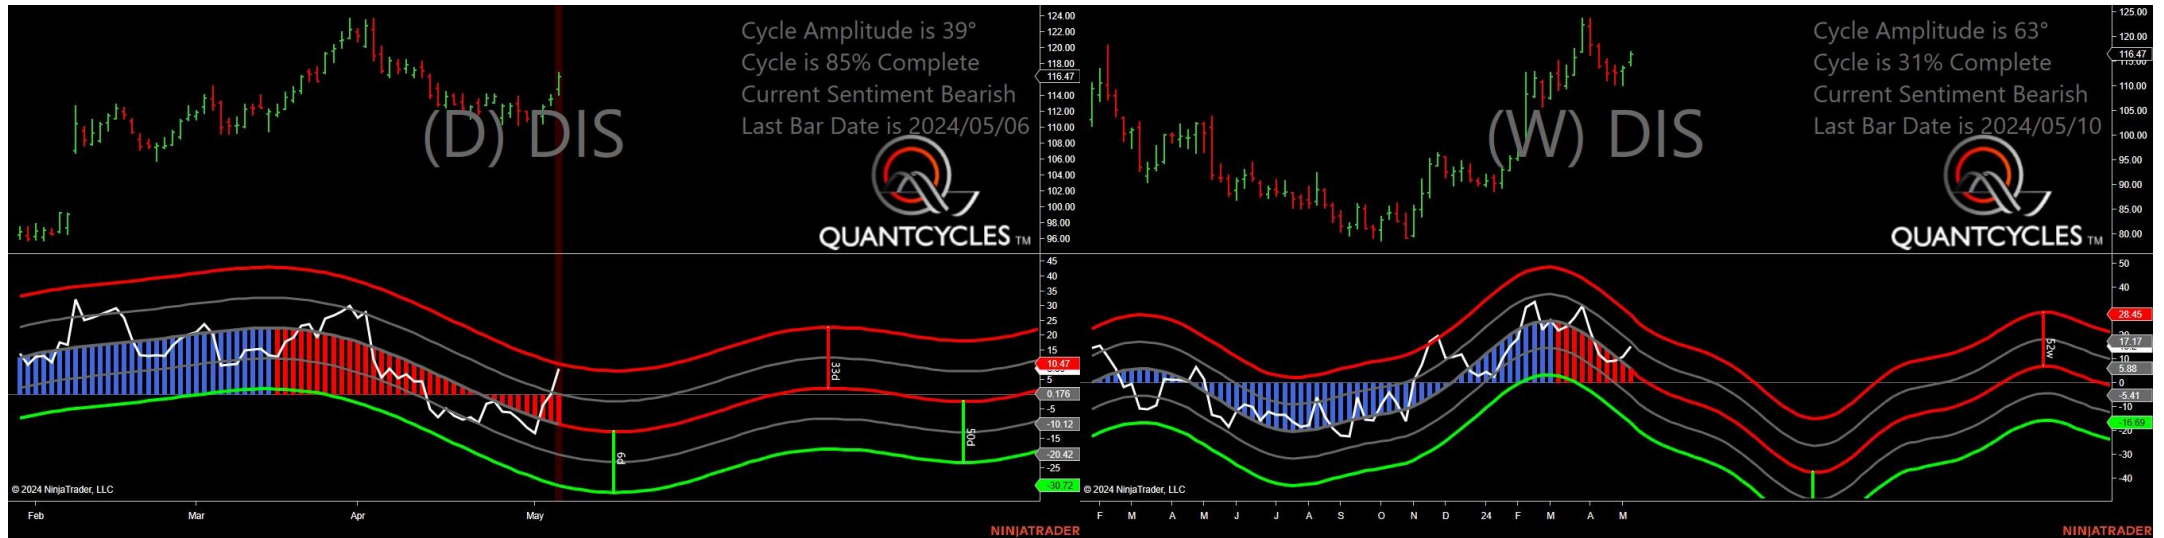 Cycle Amplitude is 39°
Cycle is 85% Complete
Current Sentiment Bearish
Last Bar Date is 2024/05/06
(D) DIS
QUANTCYCLES TM
124.00
122.00
120.00
118.00
116.47
114.00
112.00
110.00
108.00
106.00
104.00
102.00
100.00
98.00
96.00
45
40
35
30
25
20
15
10.47
5
0.176
-5
-10.12
-15
-20.42
-25
-30.72
6d
33d
50d
© 2024 NinjaTrader, LLC
Feb Mar Apr May
NINJATRADER
Cycle Amplitude is 63°
Cycle is 31% Complete
Current Sentiment Bearish
Last Bar Date is 2024/05/10
(W) DIS
QUANTCYCLES TM
125.00
120.00
116.47
110.00
105.00
100.00
95.00
90.00
85.00
80.00
50
40
28.45
17.17
10
5.88
0
-5.41
-10
-16.69
-20
-30
-40
52w
© 2024 NinjaTrader, LLC
F M A M J J A S O N D 24 F M A M
NINJATRADER